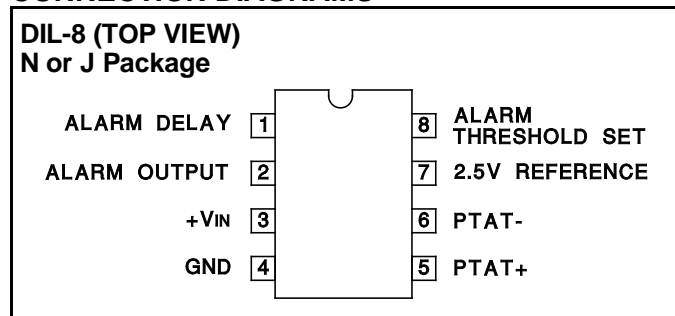 CONNECTION DIAGRAMS
DIL-8 (TOP VIEW)
N or J Package
ALARM DELAY 1
ALARM OUTPUT 2
+VIN 3
GND 4
8 ALARM THRESHOLD SET
7 2.5V REFERENCE
6 PTAT-
5 PTAT+